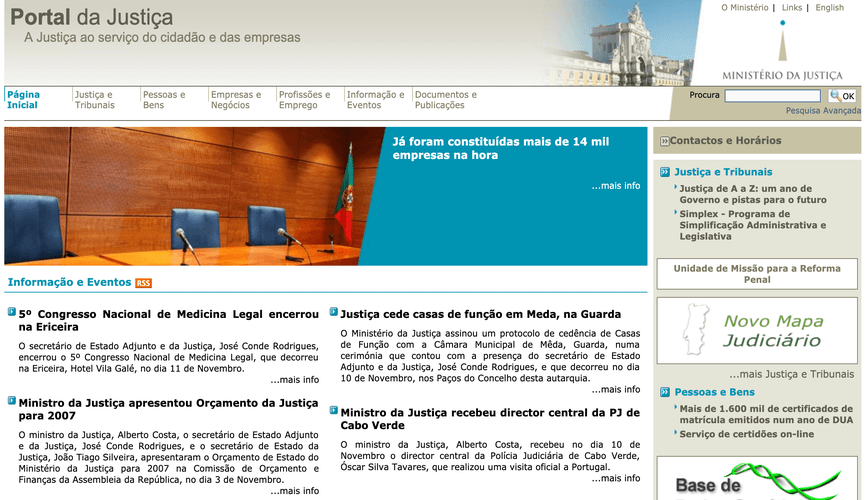 Portal da Justiça
A Justiça ao serviço do cidadão e das empresas
O Ministério | Links | English
MINISTÉRIO DA JUSTIÇA
Página
Inicial
Justiça e
Tribunais
Pessoas e
Bens
Empresas e
Negócios
Profissões e
Emprego
Informação e
Eventos
Documentos e
Publicações
Procura
OK
Pesquisa Avançada
Já foram constituídas mais de 14 mil
empresas na hora
...mais info
Informação e Eventos RSS
5º Congresso Nacional de Medicina Legal encerrou
na Ericeira
O secretário de Estado Adjunto e da Justiça, José Conde Rodrigues,
encerrou o 5º Congresso Nacional de Medicina Legal, que decorreu
na Ericeira, Hotel Vila Galé, no dia 11 de Novembro.
...mais info
Ministro da Justiça apresentou Orçamento da Justiça
para 2007
O ministro da Justiça, Alberto Costa, o secretário de Estado Adjunto
e da Justiça, José Conde Rodrigues, e o secretário de Estado da
Justiça, João Tiago Silveira, apresentaram o Orçamento de Estado do
Ministério da Justiça para 2007 na Comissão de Orçamento e
Finanças da Assembleia da República, no dia 3 de Novembro.
...mais info
Justiça cede casas de função em Meda, na Guarda
O Ministério da Justiça assinou um protocolo de cedência de Casas
de Função com a Câmara Municipal de Mêda, Guarda, numa
cerimónia que contou com a presença do secretário de Estado
Adjunto e da Justiça, José Conde Rodrigues, e que decorreu no dia
10 de Novembro, nos Paços do Concelho desta autarquia.
...mais info
Ministro da Justiça recebeu director central da PJ de
Cabo Verde
O ministro da Justiça, Alberto Costa, recebeu no dia 10 de
Novembro o director central da Polícia Judiciária de Cabo Verde,
Óscar Silva Tavares, que realizou uma visita oficial a Portugal.
...mais info
Contactos e Horários
Justiça e Tribunais
Justiça de A a Z: um ano de
Governo e pistas para o futuro
Simplex - Programa de
Simplificação Administrativa e
Legislativa
Unidade de Missão para a Reforma
Penal
Novo Mapa
Judiciário
...mais Justiça e Tribunais
Pessoas e Bens
Mais de 1.600 mil de certificados de
matrícula emitidos num ano de DUA
Serviço de certidões on-line
Base de